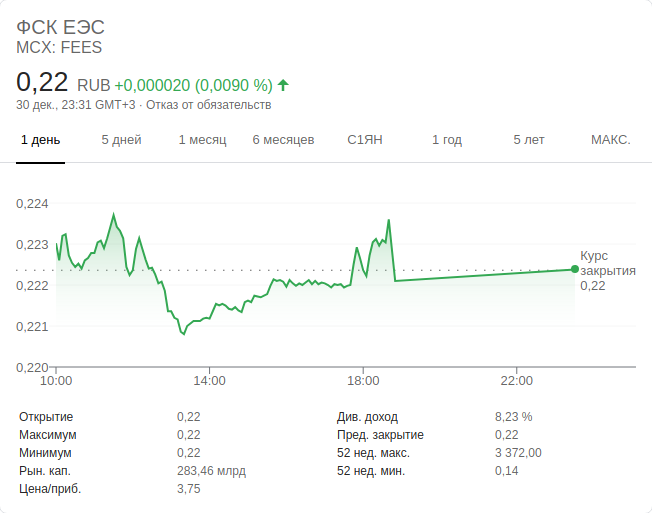 ФСК ЕЭС
MCX: FEES
0,22 RUB +0,000020 (0,0090 %)
30 дек., 23:31 GMT+3 · Отказ от обязательств
1 день 5 дней 1 месяц 6 месяцев С1ЯН 1 год 5 лет МАКС.
0,224
0,223
0,222
0,221
0,220
Курс
закрытия
0,22
10:00 14:00 18:00 22:00
Открытие 0,22 Див. доход 8,23 %
Максимум 0,22 Пред. закрытие 0,22
Минимум 0,22 52 нед. макс. 3 372,00
Рын. кап. 283,46 млрд 52 нед. мин. 0,14
Цена/приб. 3,75